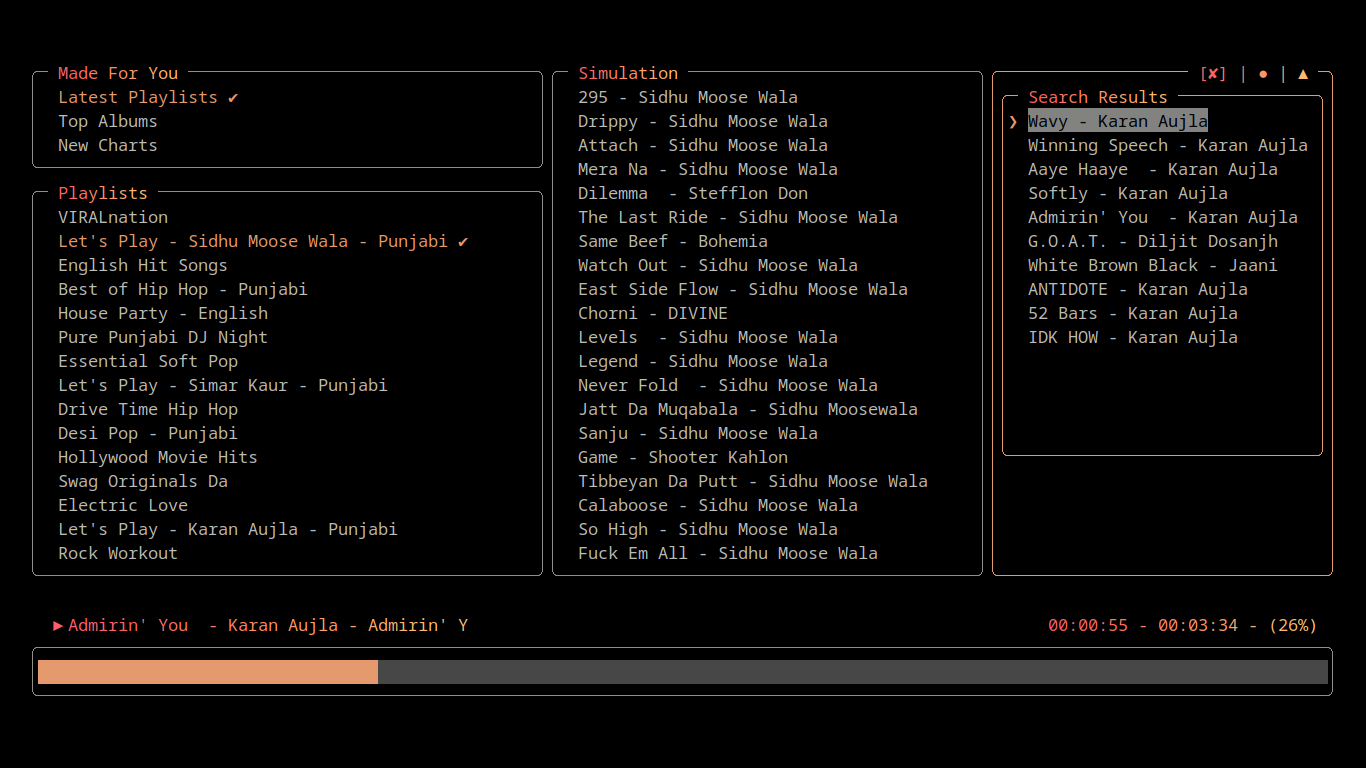 Made For You
Latest Playlists ✔
Top Albums
New Charts
Playlists
VIRALnation
Let's Play - Sidhu Moose Wala - Punjabi ✔
English Hit Songs
Best of Hip Hop - Punjabi
House Party - English
Pure Punjabi DJ Night
Essential Soft Pop
Let's Play - Simar Kaur - Punjabi
Drive Time Hip Hop
Desi Pop - Punjabi
Hollywood Movie Hits
Swag Originals Da
Electric Love
Let's Play - Karan Aujla - Punjabi
Rock Workout
Simulation
295 - Sidhu Moose Wala
Drippy - Sidhu Moose Wala
Attach - Sidhu Moose Wala
Mera Na - Sidhu Moose Wala
Dilemma  - Stefflon Don
The Last Ride - Sidhu Moose Wala
Same Beef - Bohemia
Watch Out - Sidhu Moose Wala
East Side Flow - Sidhu Moose Wala
Chorni - DIVINE
Levels  - Sidhu Moose Wala
Legend - Sidhu Moose Wala
Never Fold  - Sidhu Moose Wala
Jatt Da Muqabala - Sidhu Moosewala
Sanju - Sidhu Moose Wala
Game - Shooter Kahlon
Tibbeyan Da Putt - Sidhu Moose Wala
Calaboose - Sidhu Moose Wala
So High - Sidhu Moose Wala
Fuck Em All - Sidhu Moose Wala
[✘] | ● | ▲
Search Results
❯ Wavy - Karan Aujla
Winning Speech - Karan Aujla
Aaye Haaye  - Karan Aujla
Softly - Karan Aujla
Admirin' You  - Karan Aujla
G.O.A.T. - Diljit Dosanjh
White Brown Black - Jaani
ANTIDOTE - Karan Aujla
52 Bars - Karan Aujla
IDK HOW - Karan Aujla
▶ Admirin' You  - Karan Aujla - Admirin' Y
00:00:55 - 00:03:34 - (26%)